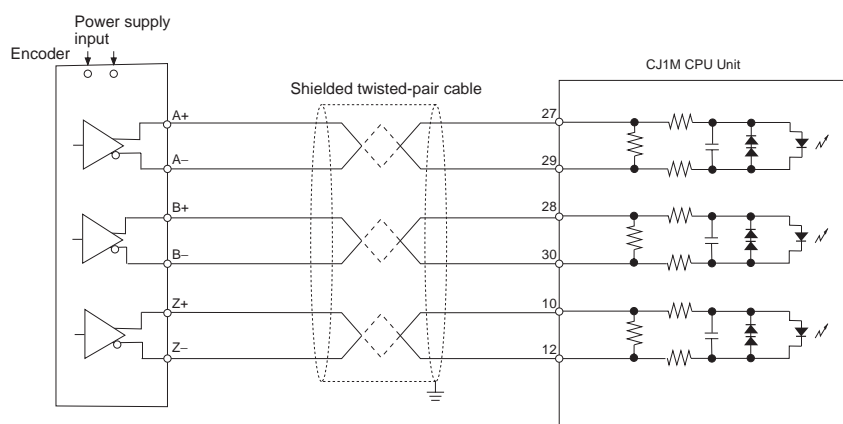 Power supply
input
Encoder
CJ1M CPU Unit
Shielded twisted-pair cable
A+
27
A−
29
B+
28
B−
30
Z+
10
Z−
12